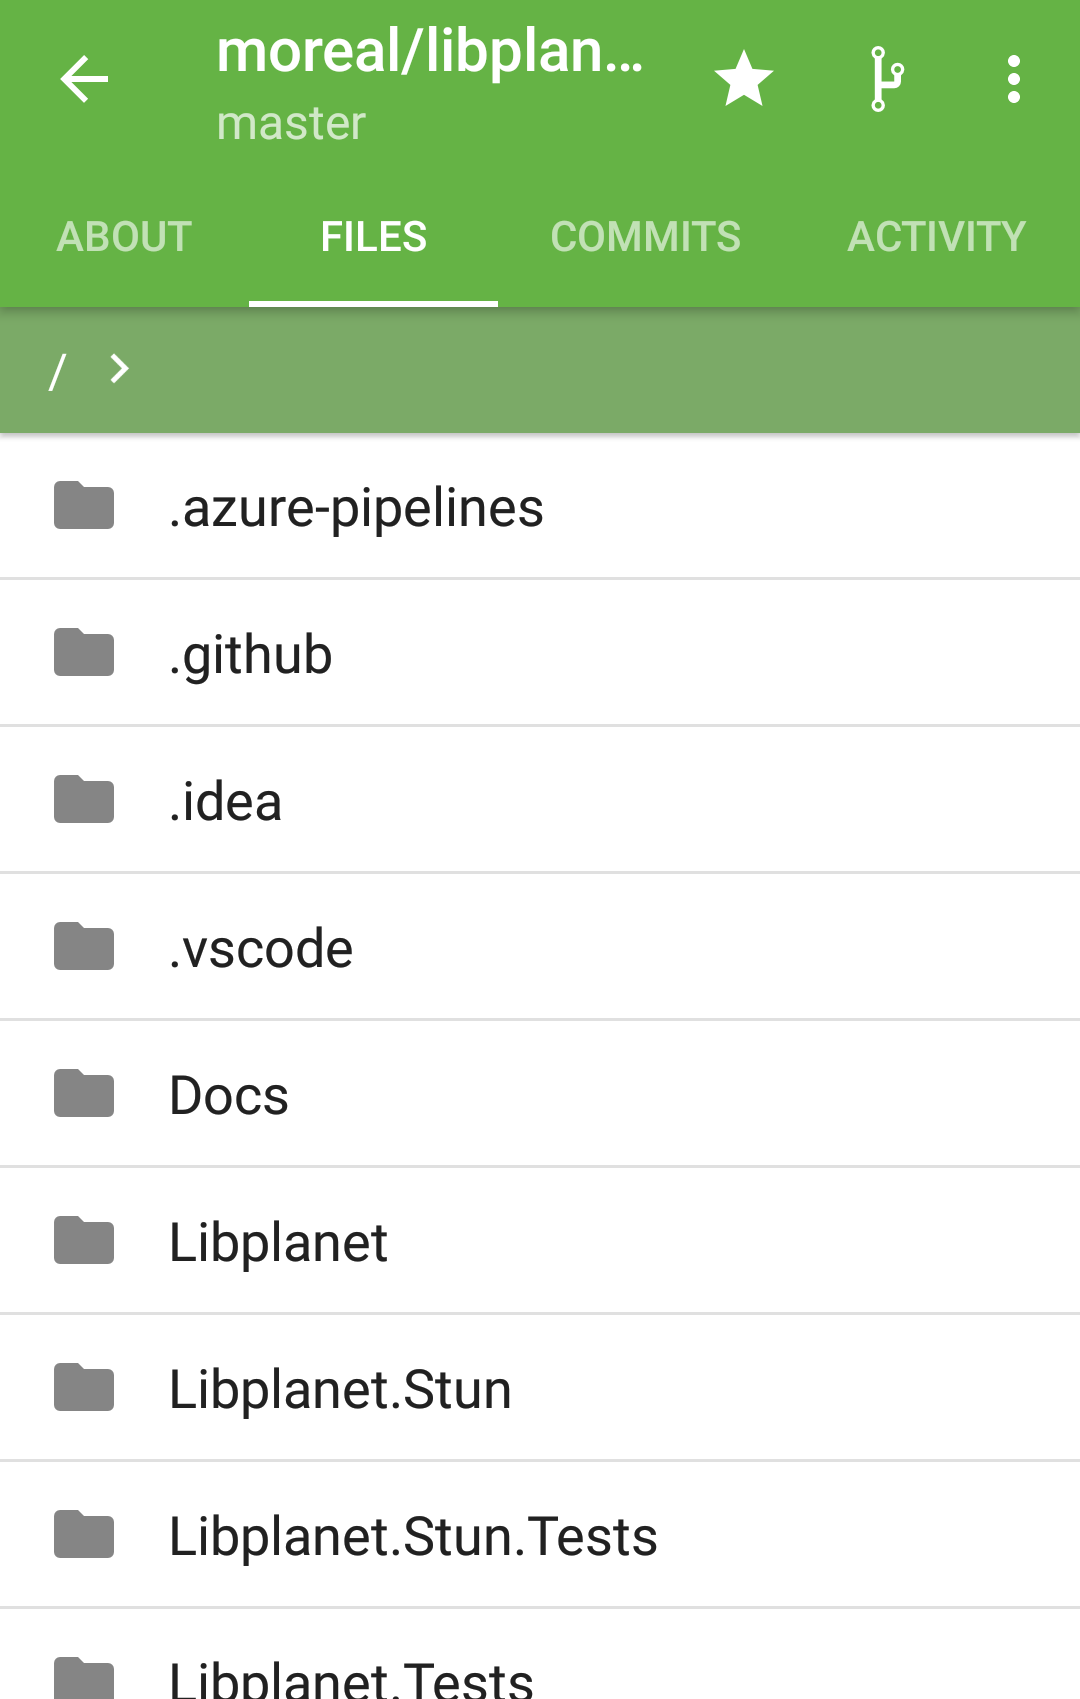 moreal/libplan...
master
ABOUT FILES COMMITS ACTIVITY
/
.azure-pipelines
.github
.idea
.vscode
Docs
Libplanet
Libplanet.Stun
Libplanet.Stun.Tests
Libplanet.Tests